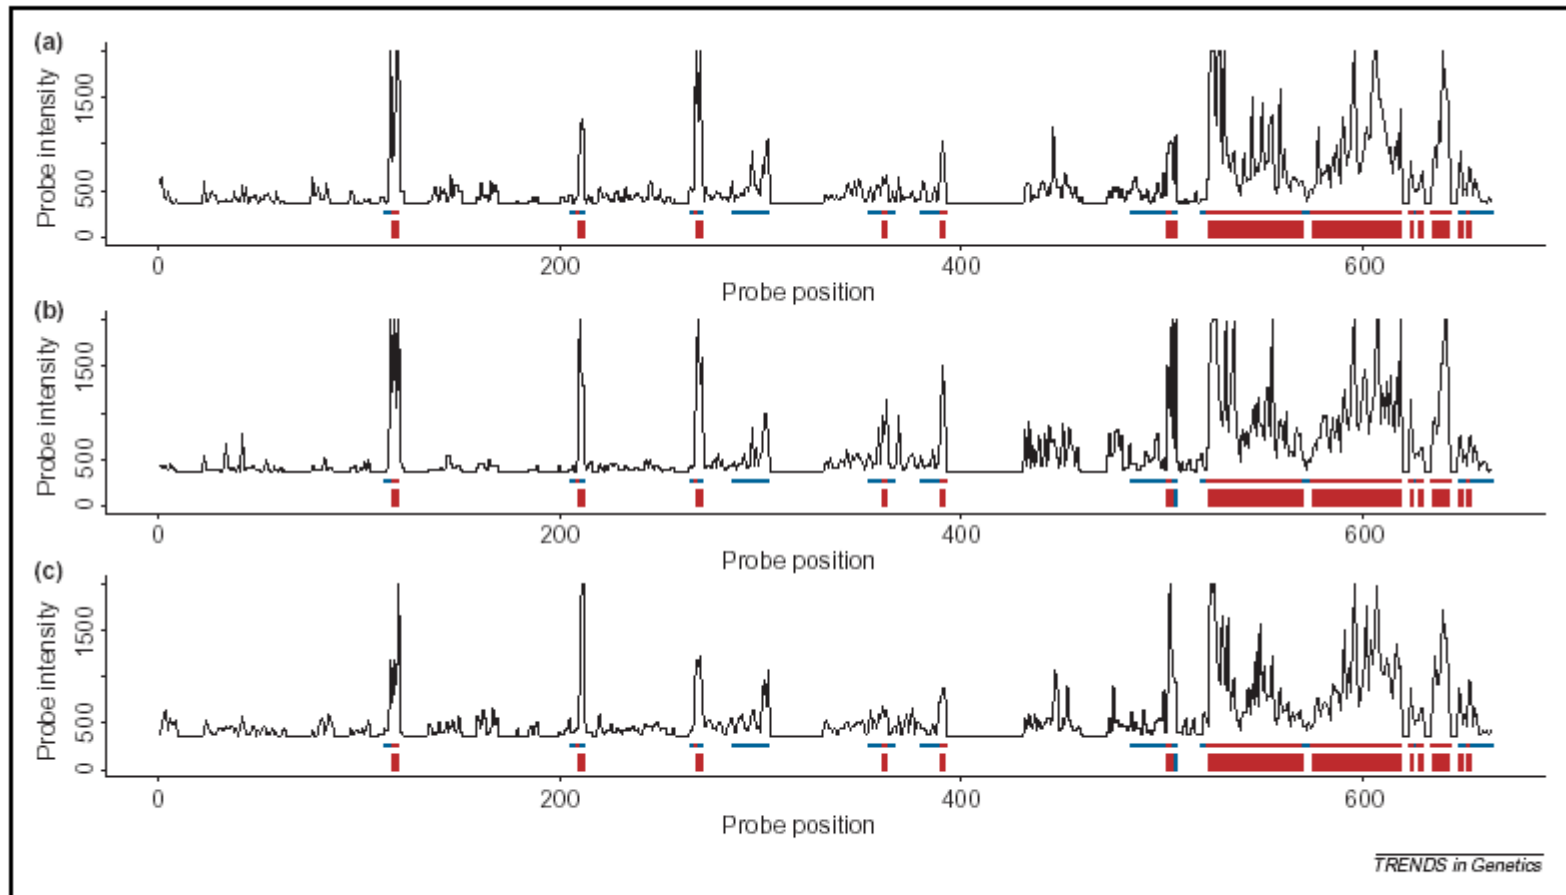 (a)
Probe intensity
1500
500
0
0 200 400 600
Probe position
(b)
Probe intensity
1500
500
0
0 200 400 600
Probe position
(c)
Probe intensity
1500
500
0
0 200 400 600
Probe position
TRENDS in Genetics